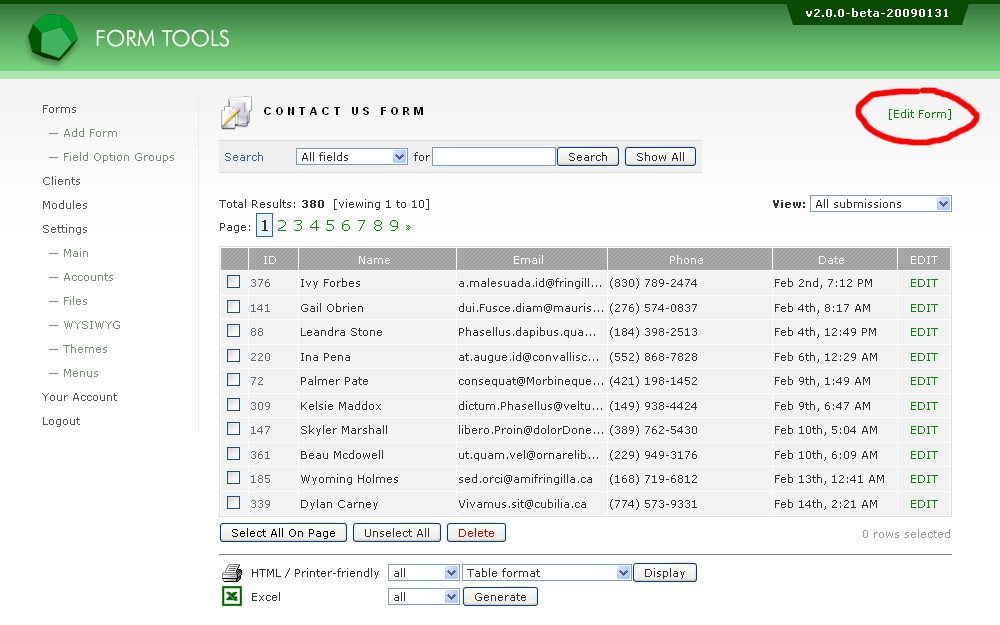 v2.0.0-beta-20090131
FORM TOOLS
Forms
— Add Form
— Field Option Groups
Clients
Modules
Settings
— Main
— Accounts
— Files
— WYSIWYG
— Themes
— Menus
Your Account
Logout
CONTACT US FORM
[Edit Form]
Search All fields for Search Show All
Total Results: 380 [viewing 1 to 10]
View: All submissions
Page: 1 2 3 4 5 6 7 8 9 »
ID Name Email Phone Date EDIT
376 Ivy Forbes a.malesuada.id@fringill... (830) 789-2474 Feb 2nd, 7:12 PM EDIT
141 Gail Obrien dui.Fusce.diam@mauris... (276) 574-0837 Feb 4th, 8:17 AM EDIT
88 Leandra Stone Phasellus.dapibus.qua... (184) 398-2513 Feb 4th, 12:49 PM EDIT
220 Ina Pena at.augue.id@convallisc... (552) 868-7828 Feb 6th, 12:29 AM EDIT
72 Palmer Pate consequat@Morbineque... (421) 198-1452 Feb 9th, 1:49 AM EDIT
309 Kelsie Maddox dictum.Phasellus@veltu... (149) 938-4424 Feb 9th, 6:47 AM EDIT
147 Skyler Marshall libero.Proin@dolorDone... (389) 762-5430 Feb 10th, 5:04 AM EDIT
361 Beau Mcdowell ut.quam.vel@ornarelib... (229) 949-3176 Feb 10th, 6:09 AM EDIT
185 Wyoming Holmes sed.orci@amifringilla.ca (168) 719-6812 Feb 13th, 12:41 AM EDIT
339 Dylan Carney Vivamus.sit@cubilia.ca (774) 573-9331 Feb 14th, 2:21 AM EDIT
Select All On Page Unselect All Delete 0 rows selected
HTML / Printer-friendly all Table format Display
Excel all Generate